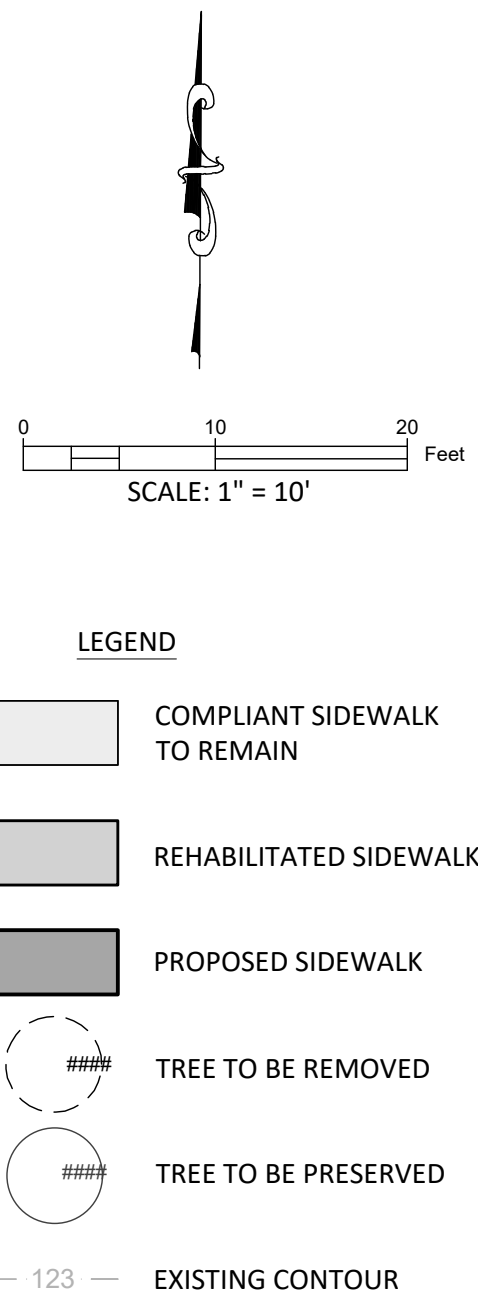 0 10 20
Feet
SCALE: 1" = 10'
LEGEND
COMPLIANT SIDEWALK
TO REMAIN
REHABILITATED SIDEWALK
PROPOSED SIDEWALK
#### TREE TO BE REMOVED
#### TREE TO BE PRESERVED
123 EXISTING CONTOUR